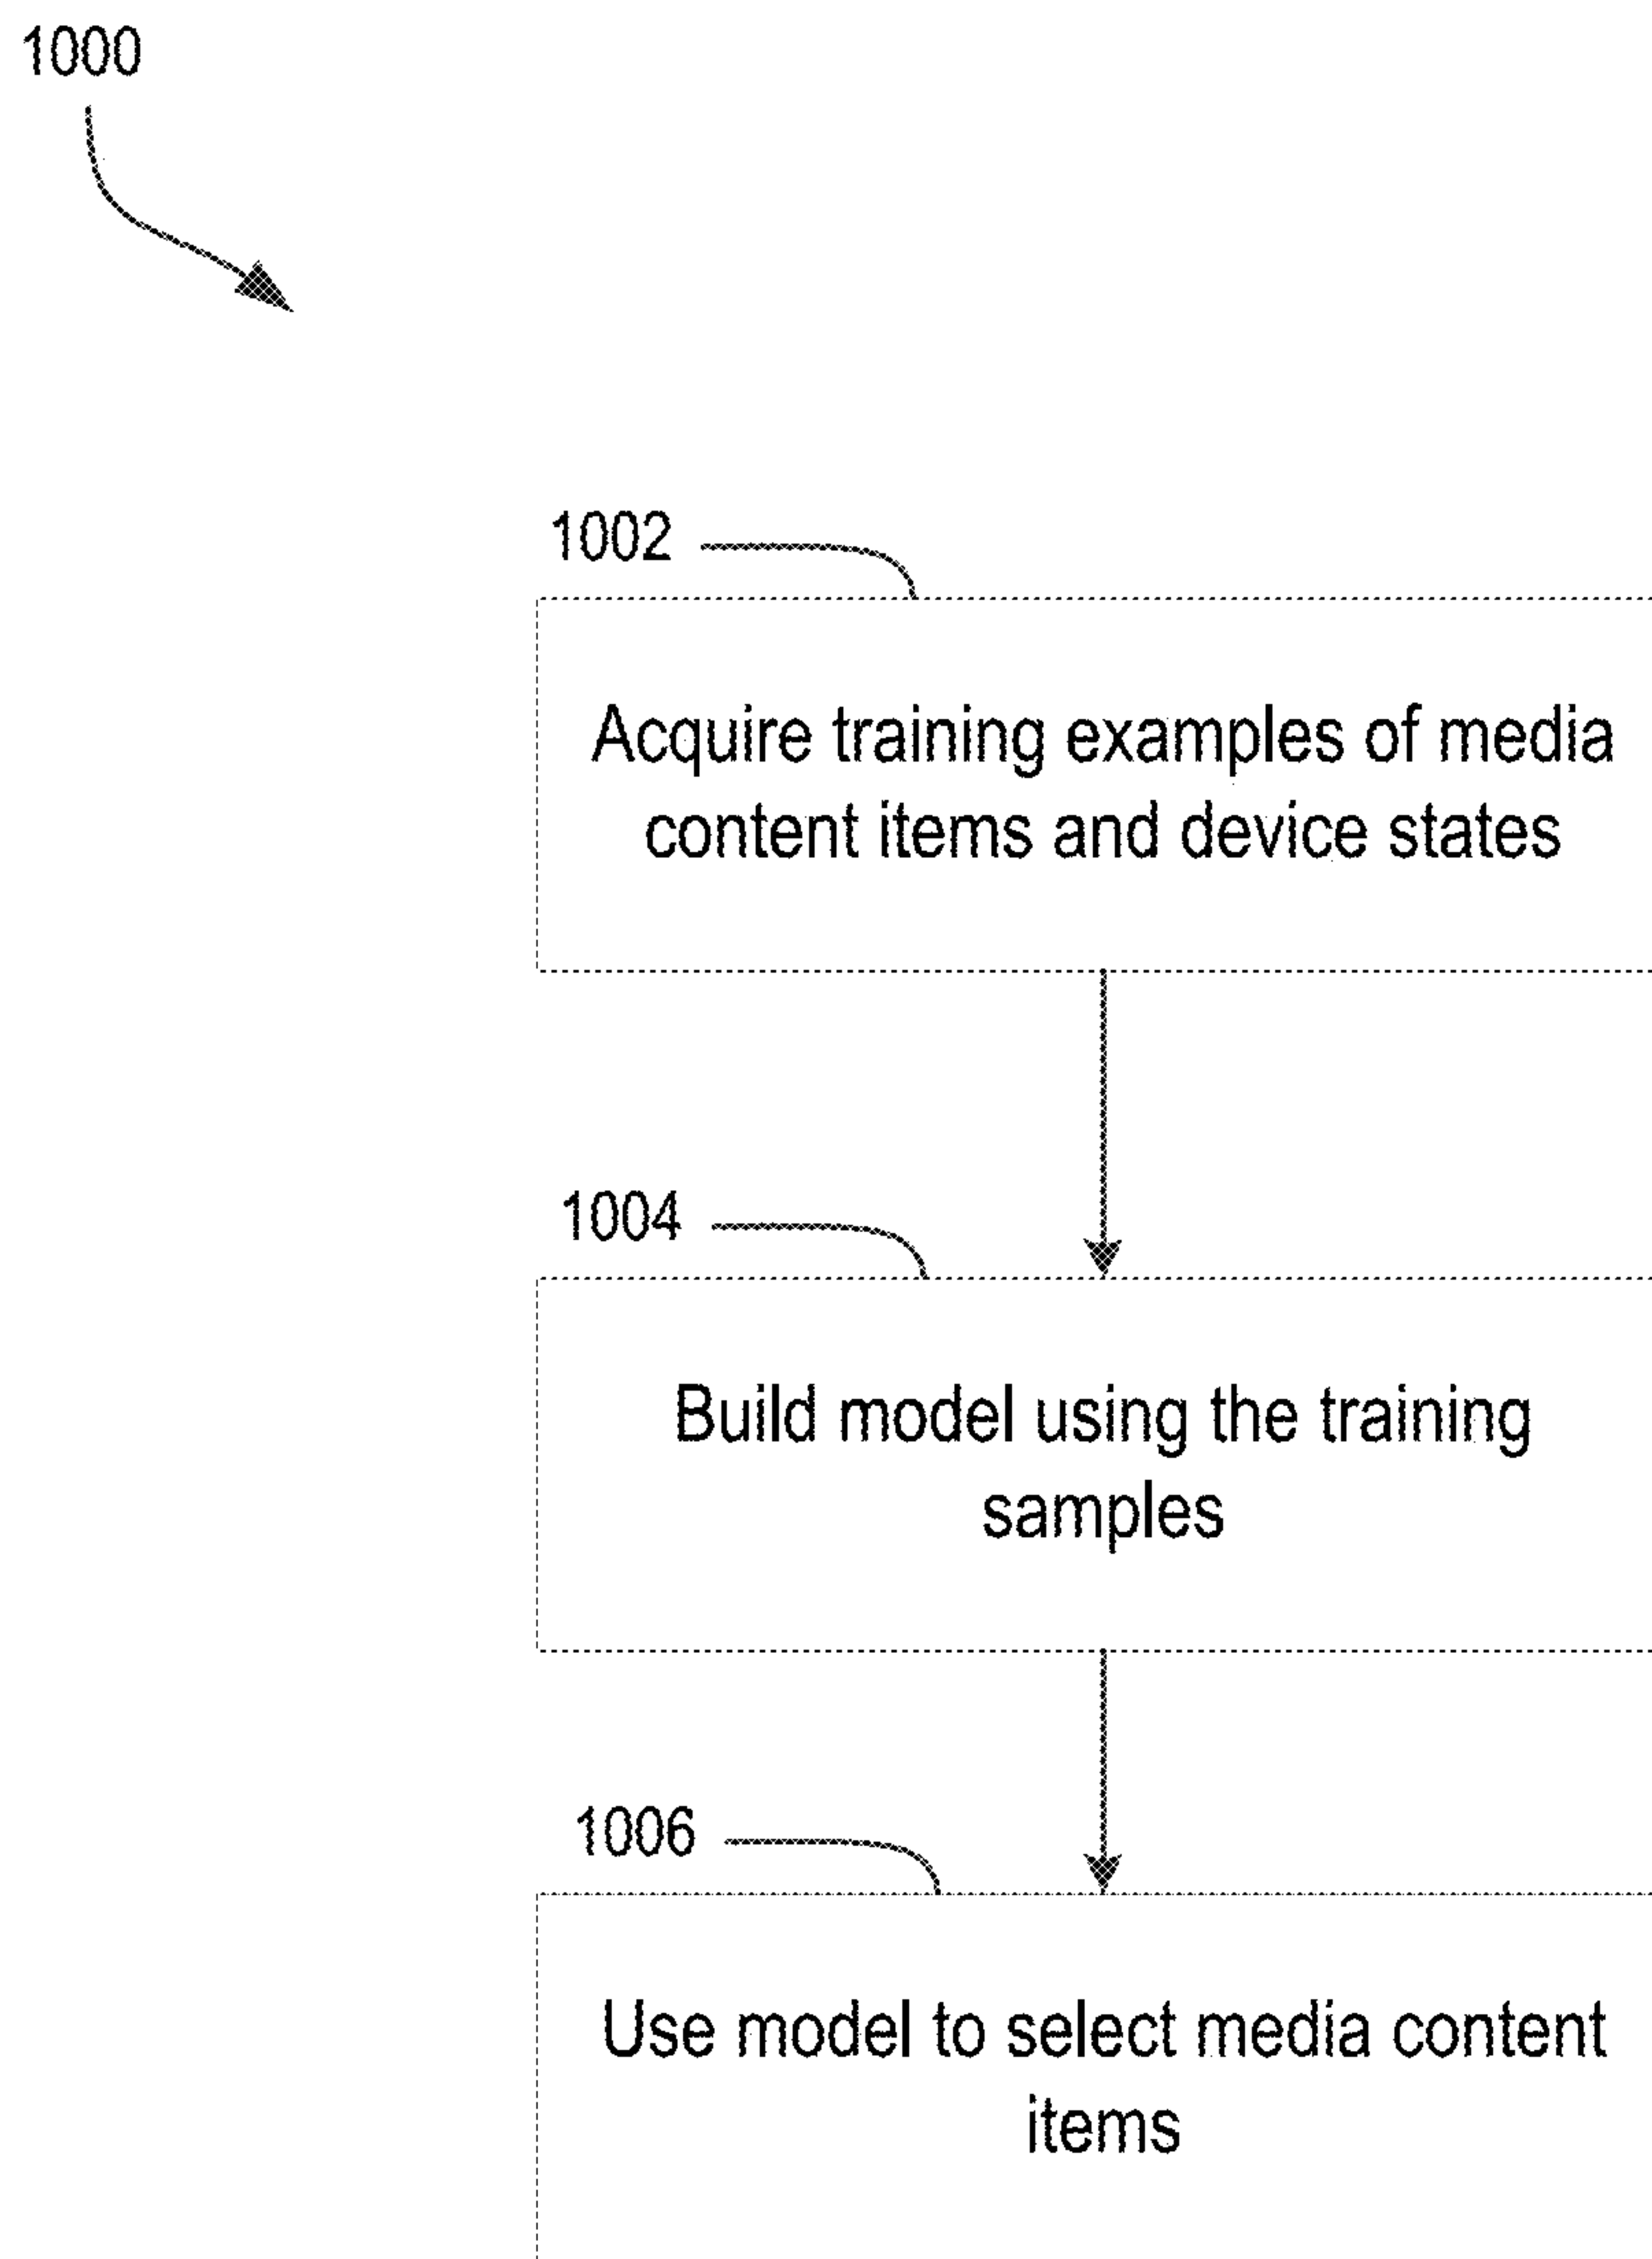 1000
1002
Acquire training examples of media
content items and device states
1004
Build model using the training
samples
1006
Use model to select media content
items